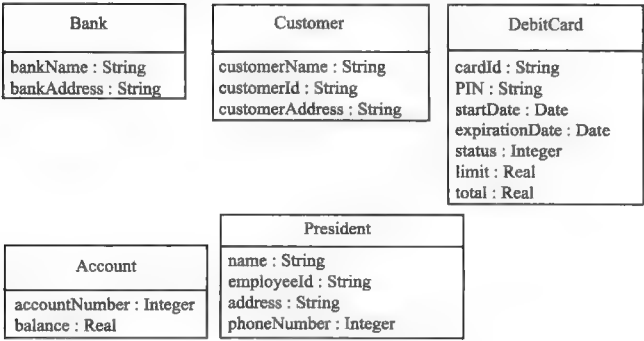 Bank
bankName : String
bankAddress : String
Customer
customerName : String
customerId : String
customerAddress : String
DebitCard
cardId : String
PIN : String
startDate : Date
expirationDate : Date
status : Integer
limit : Real
total : Real
Account
accountNumber : Integer
balance : Real
President
name : String
employeeId : String
address : String
phoneNumber : Integer